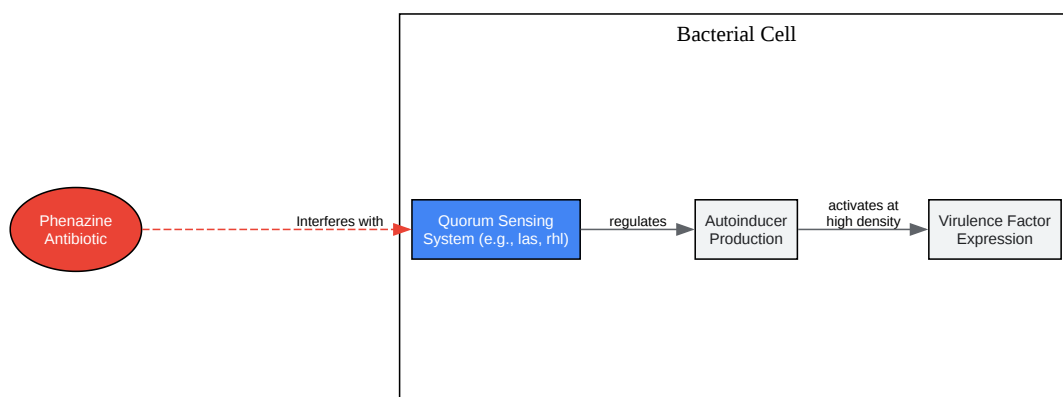 Bacterial Cell
Phenazine
Antibiotic
Interferes with
Quorum Sensing
System (e.g., las, rhl)
regulates
Autoinducer
Production
activates at
high density
Virulence Factor
Expression